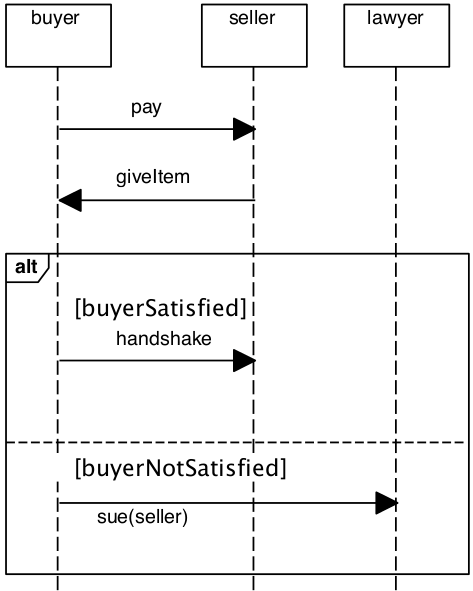 buyer
seller
lawyer
pay
giveItem
alt
[buyerSatisfied]
handshake
[buyerNotSatisfied]
sue(seller)